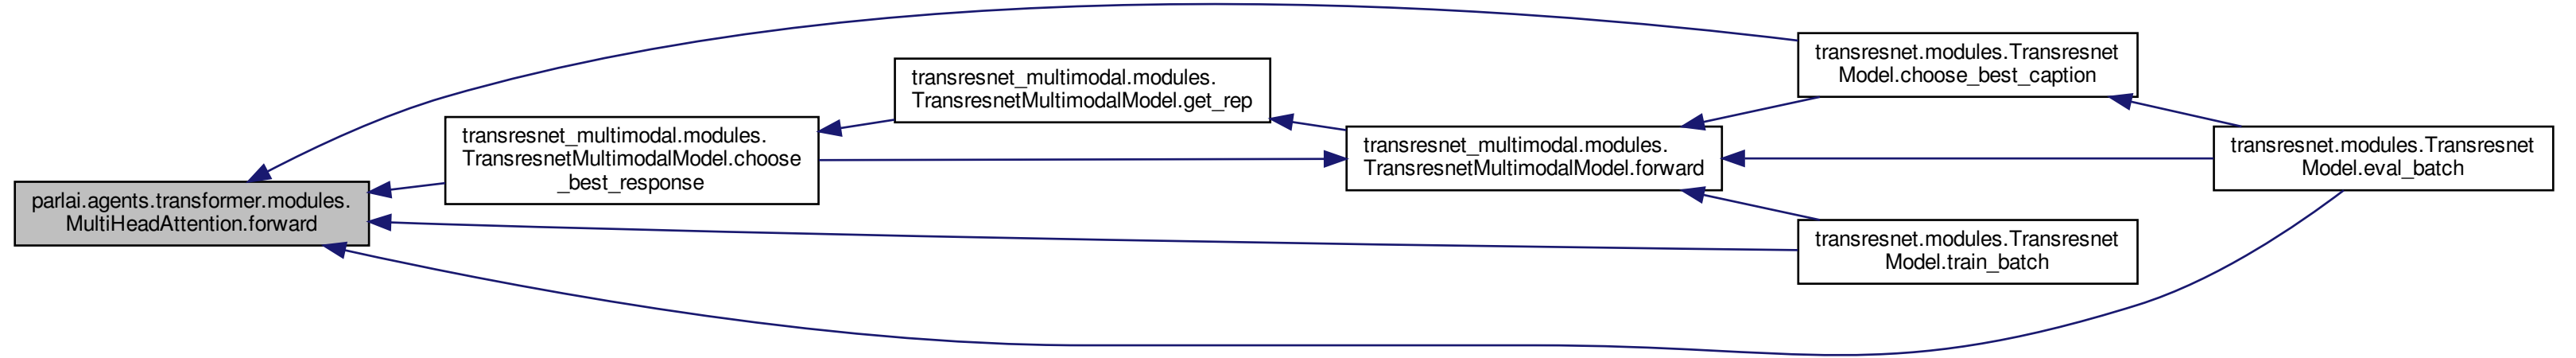 parlai.agents.transformer.modules.
MultiHeadAttention.forward
transresnet_multimodal.modules.
TransresnetMultimodalModel.choose
_best_response
transresnet_multimodal.modules.
TransresnetMultimodalModel.get_rep
transresnet_multimodal.modules.
TransresnetMultimodalModel.forward
transresnet.modules.Transresnet
Model.choose_best_caption
transresnet.modules.Transresnet
Model.eval_batch
transresnet.modules.Transresnet
Model.train_batch